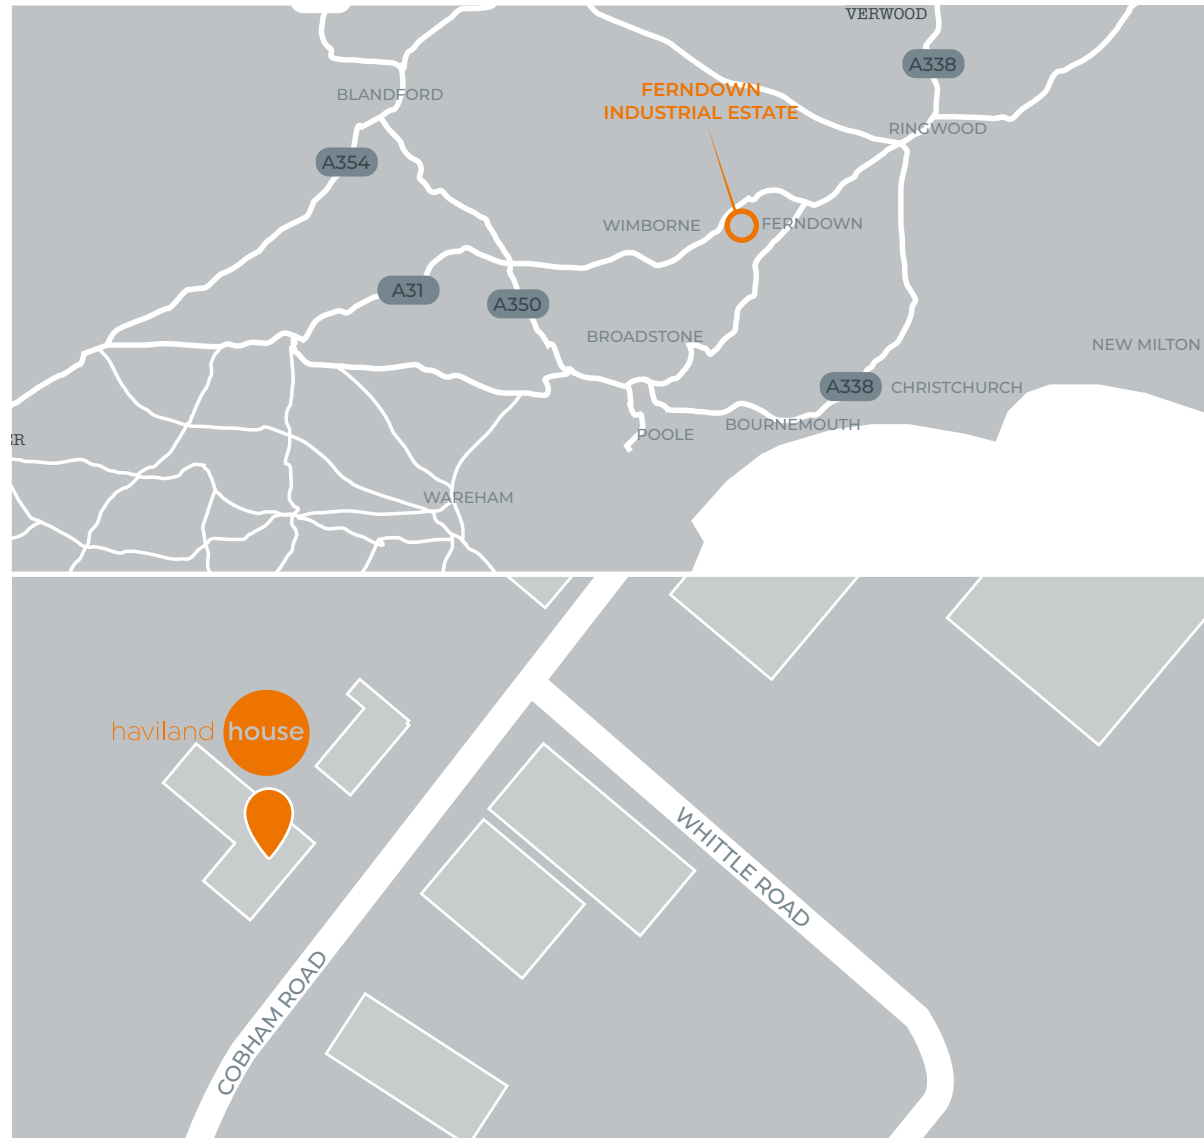 VERWOOD
A338
FERNDOWN
INDUSTRIAL ESTATE
BLANDFORD
RINGWOOD
A354
WIMBORNE
FERNDOWN
A31
A350
BROADSTONE
NEW MILTON
A338
CHRISTCHURCH
BOURNEMOUTH
POOLE
ER
WAREHAM
haviland house
WHITTLE ROAD
COBHAM ROAD